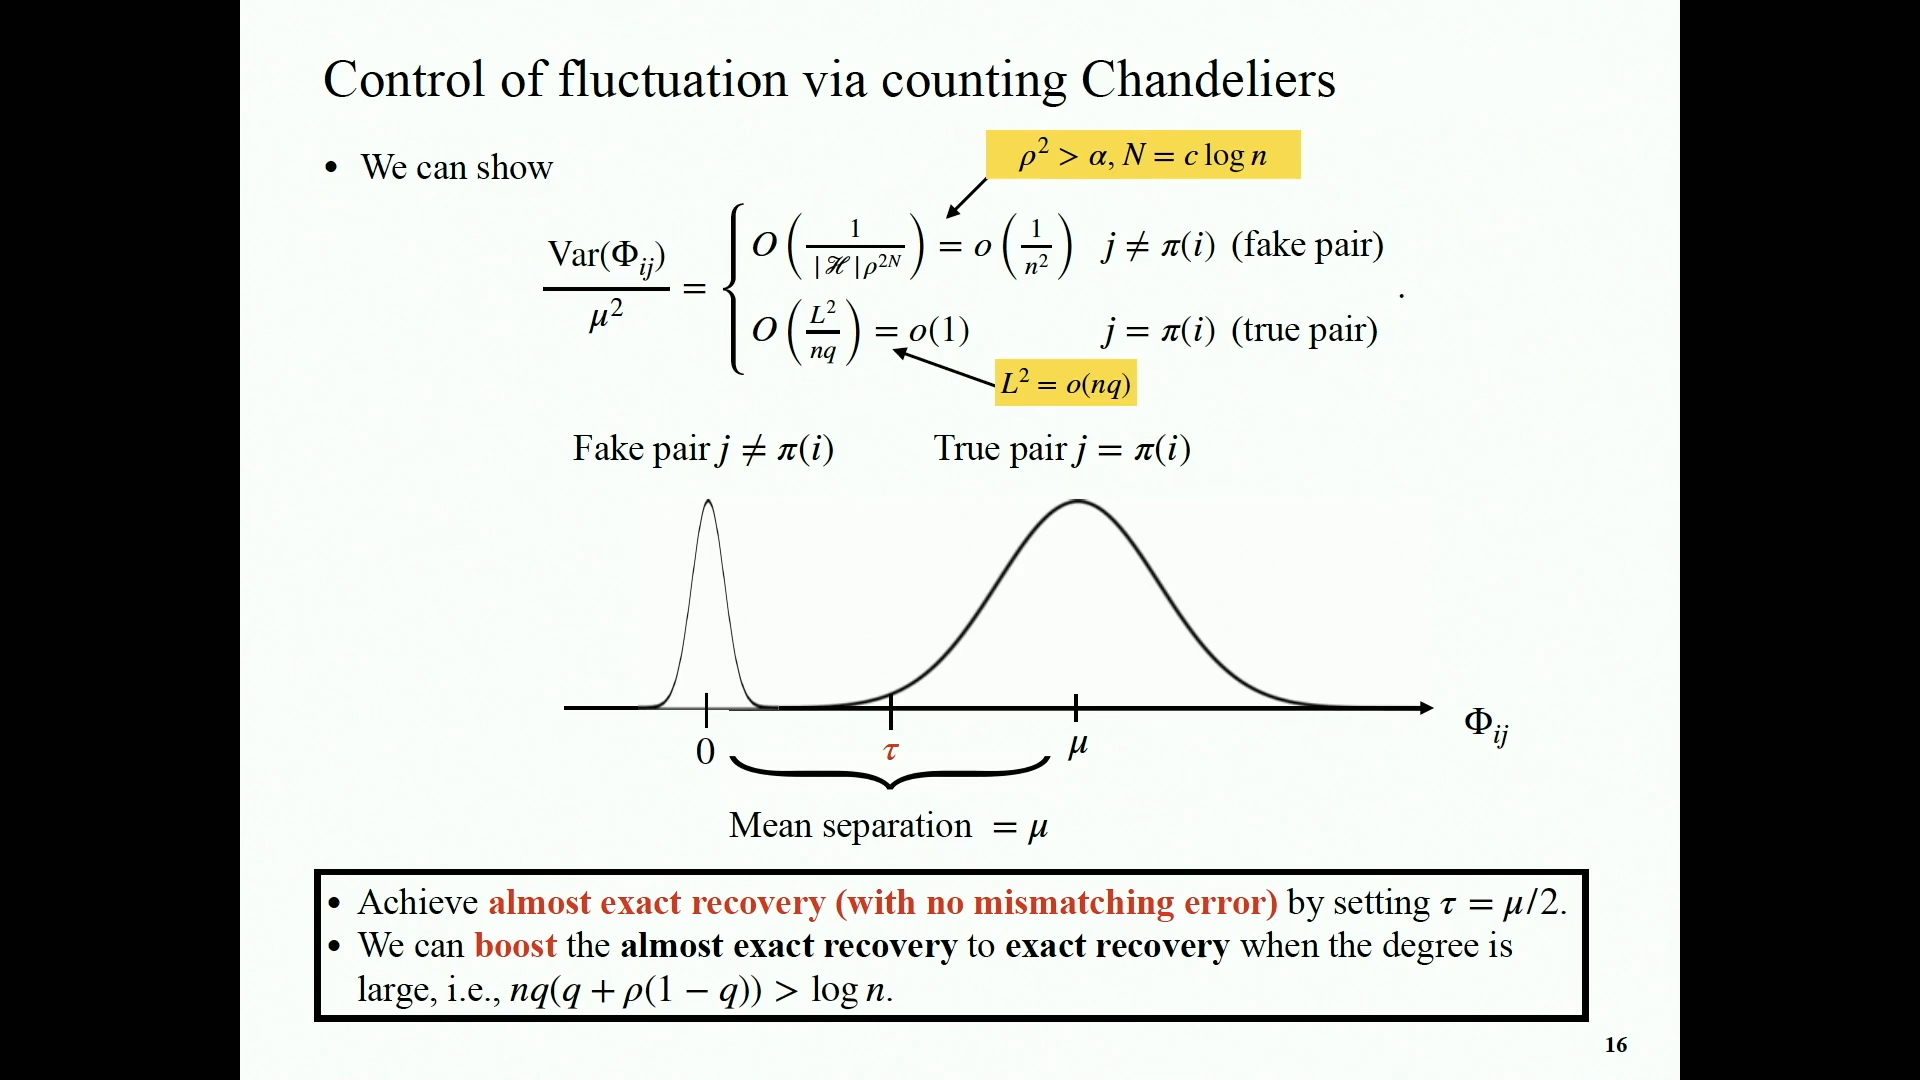 Control of fluctuation via counting Chandeliers
• We can show
ρ² > α, N = c log n
Var(Φij)/μ² = { O(1/(|ℋ|ρ^{2N})) = o(1/n²)  j ≠ π(i) (fake pair)
O(L²/(nq)) = o(1)  j = π(i) (true pair) .
L² = o(nq)
Fake pair j ≠ π(i)  True pair j = π(i)
0 τ μ Φij
Mean separation = μ
• Achieve almost exact recovery (with no mismatching error) by setting τ = μ/2.
• We can boost the almost exact recovery to exact recovery when the degree is
large, i.e., nq(q + ρ(1 − q)) > log n.
16